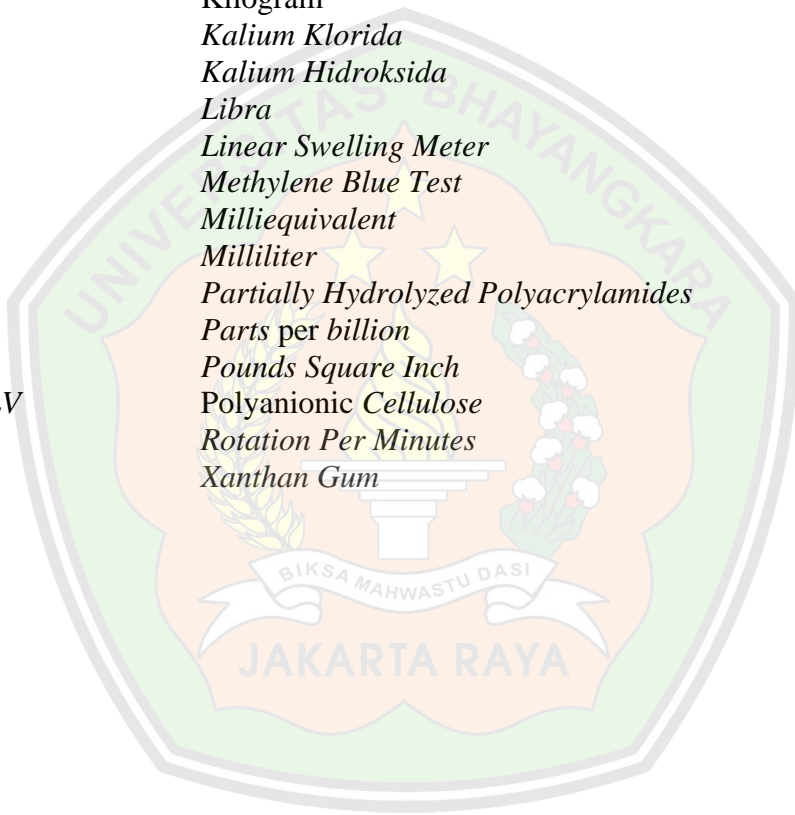 Kilogram
Kalium Klorida
Kalium Hidroksida
Libra
Linear Swelling Meter
Methylene Blue Test
Milliequivalent
Milliliter
Partially Hydrolyzed Polyacrylamides
Parts per billion
Pounds Square Inch
Polyanionic Cellulose
Rotation Per Minutes
Xanthan Gum
UNIVERSITAS BHAYANGKARA
BIKSA MAHWASTU DASI
JAKARTA RAYA